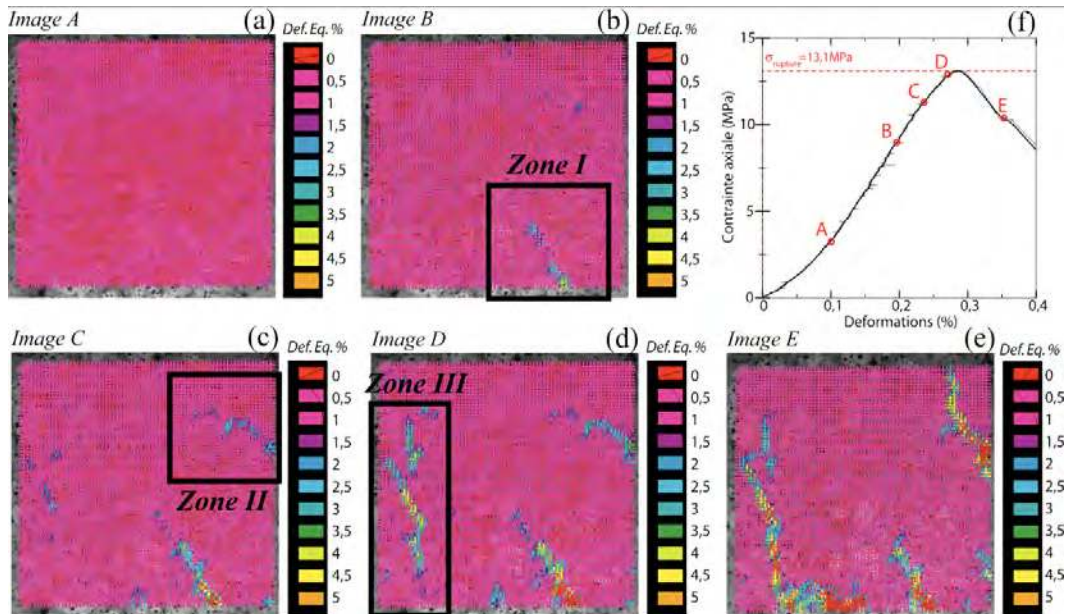 Image A
(a)
Def. Eq. %
0
0,5
1
1,5
2
2,5
3
3,5
4
4,5
5
Image B
(b)
Def. Eq. %
0
0,5
1
1,5
2
2,5
3
3,5
4
4,5
5
Zone I
(f)
15
10
5
0
Contrainte axiale (MPa)
σrupture=13,1MPa
A
B
C
D
E
0
0,1
0,2
0,3
0,4
Deformations (%)
Image C
(c)
Def. Eq. %
0
0,5
1
1,5
2
2,5
3
3,5
4
4,5
5
Zone II
Image D
(d)
Def. Eq. %
0
0,5
1
1,5
2
2,5
3
3,5
4
4,5
5
Zone III
Image E
(e)
Def. Eq. %
0
0,5
1
1,5
2
2,5
3
3,5
4
4,5
5